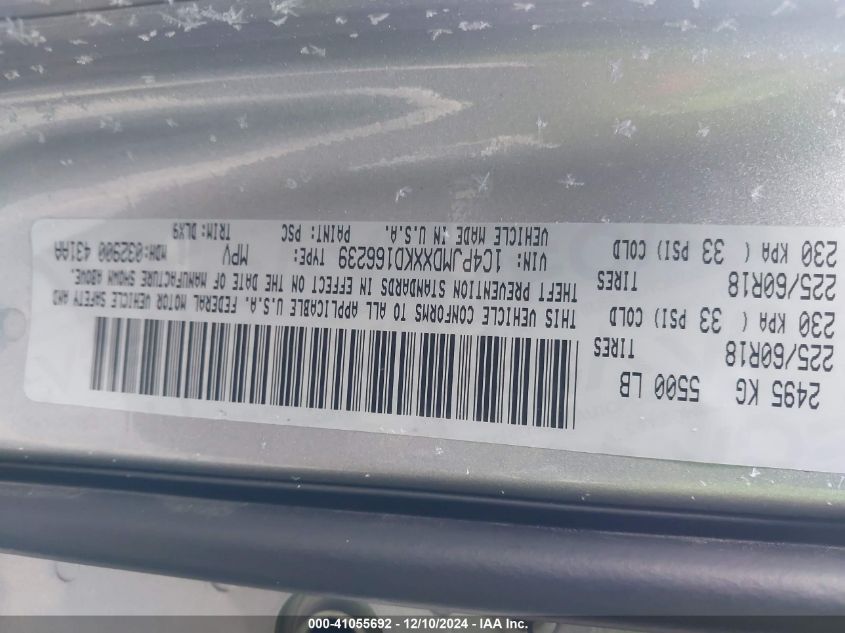 2495 KG 5500 LB
225/60R18 TIRES
230 KPA ( 33 PSI) COLD
225/60R18 TIRES
230 KPA ( 33 PSI) COLD
THIS VEHICLE CONFORMS TO ALL APPLICABLE U.S.A. FEDERAL MOTOR VEHICLE SAFETY AND
THEFT PREVENTION STANDARDS IN EFFECT ON THE DATE OF MANUFACTURE SHOWN ABOVE.
VIN: 1C4PJMDXXKD166239 TYPE: MPV MDH:032900 431AA
VEHICLE MADE IN U.S.A. PAINT: PSC TRIM: DLX9
000-41055692 - 12/10/2024 - IAA Inc.